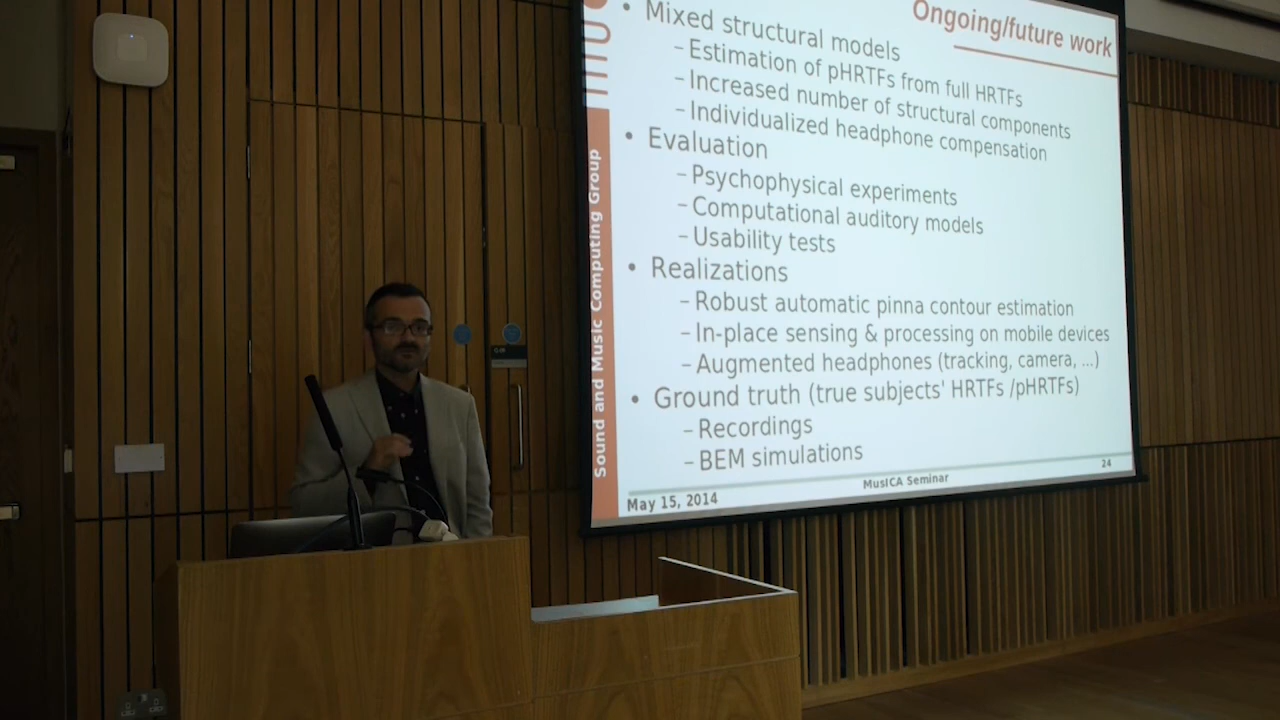 Ongoing/future work
• Mixed structural models
– Estimation of pHRTFs from full HRTFs
– Increased number of structural components
– Individualized headphone compensation
• Evaluation
– Psychophysical experiments
– Computational auditory models
– Usability tests
• Realizations
– Robust automatic pinna contour estimation
– In-place sensing & processing on mobile devices
– Augmented headphones (tracking, camera, ...)
• Ground truth (true subjects' HRTFs /pHRTFs)
– Recordings
– BEM simulations
Sound and Music Computing Group
May 15, 2014
MusICA Seminar
24